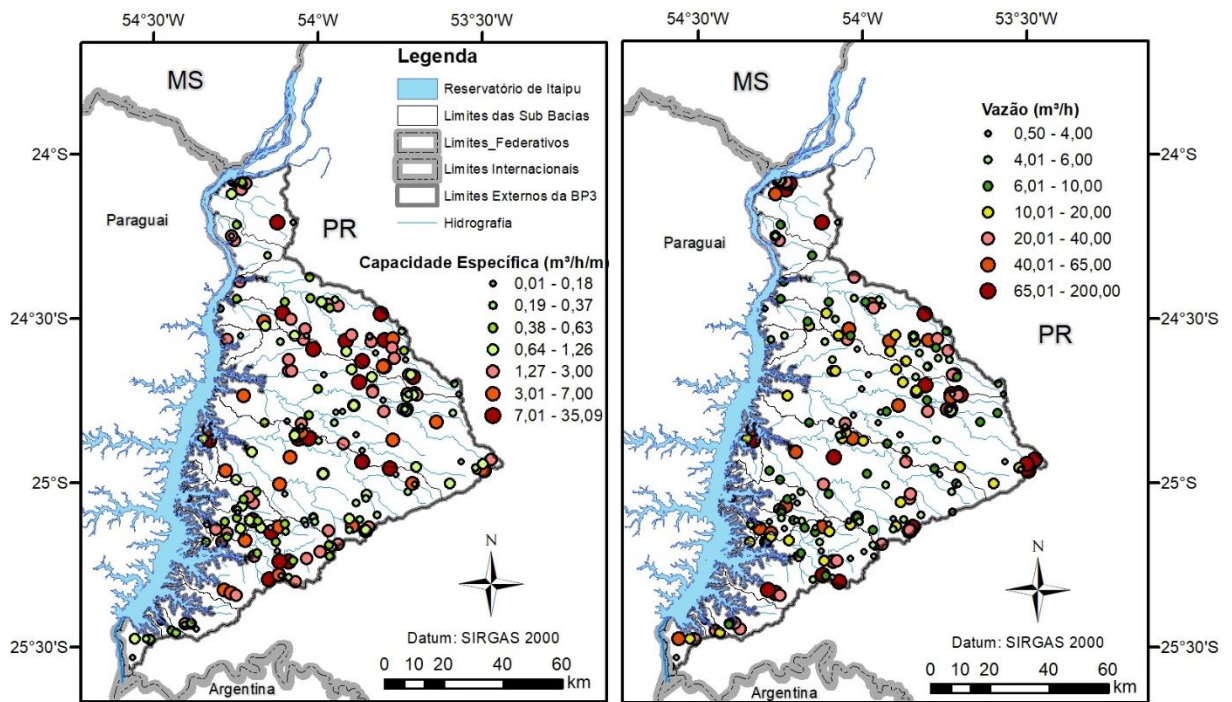 54°30'W 54°0'W 53°30'W
MS
Legenda
Reservatório de Itaipu
Limites das Sub Bacias
Limites_Federativos
Limites Internacionais
Limites Externos da BP3
Hidrografia
24°S
Paraguai
PR
Capacidade Específica (m³/h/m)
0,01 - 0,18
0,19 - 0,37
0,38 - 0,63
0,64 - 1,26
1,27 - 3,00
3,01 - 7,00
7,01 - 35,09
24°30'S
25°S
N
25°30'S
Datum: SIRGAS 2000
0 10 20 40 60
km
Argentina
54°30'W 54°0'W 53°30'W
MS
Vazão (m³/h)
0,50 - 4,00
4,01 - 6,00
6,01 - 10,00
10,01 - 20,00
20,01 - 40,00
40,01 - 65,00
65,01 - 200,00
24°S
Paraguai
24°30'S
PR
25°S
N
Datum: SIRGAS 2000
25°30'S
0 10 20 40 60
km
Argentina